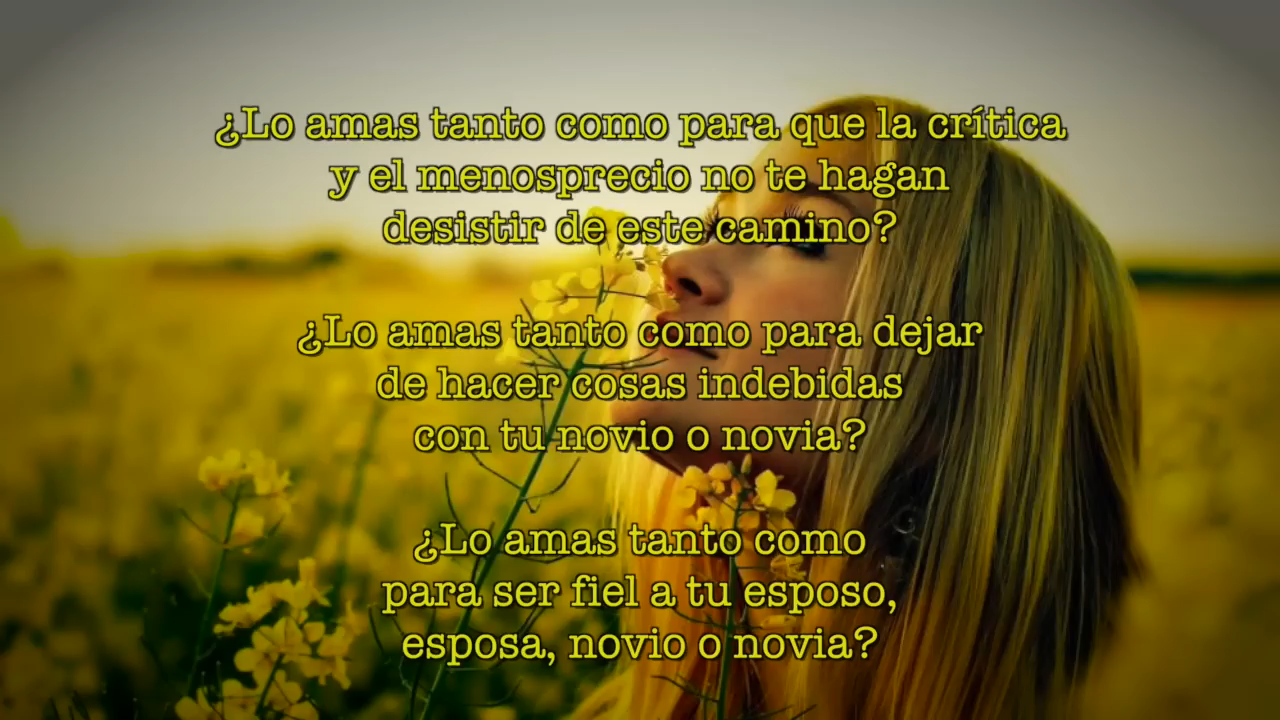 ¿Lo amas tanto como para que la crítica
y el menosprecio no te hagan
desistir de este camino?
¿Lo amas tanto como para dejar
de hacer cosas indebidas
con tu novio o novia?
¿Lo amas tanto como
para ser fiel a tu esposo,
esposa, novio o novia?